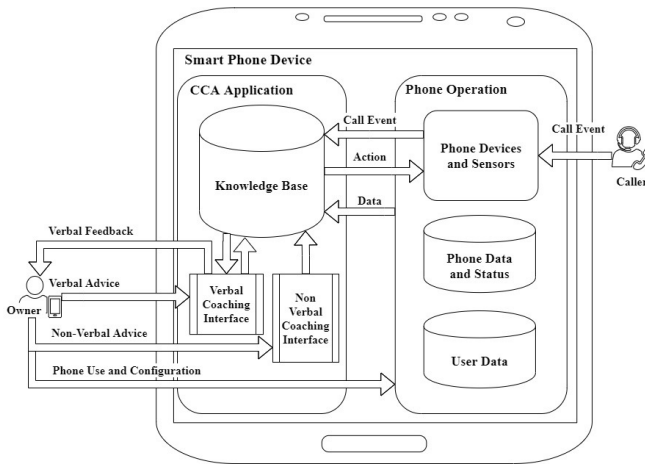 Smart Phone Device
CCA Application
Phone Operation
Call Event
Call Event
Phone Devices
and Sensors
Action
Knowledge Base
Caller
Data
Verbal Feedback
Phone Data
and Status
Verbal Advice
Verbal
Coaching
Interface
Non
Verbal
Coaching
Interface
Owner
Non-Verbal Advice
User Data
Phone Use and Configuration